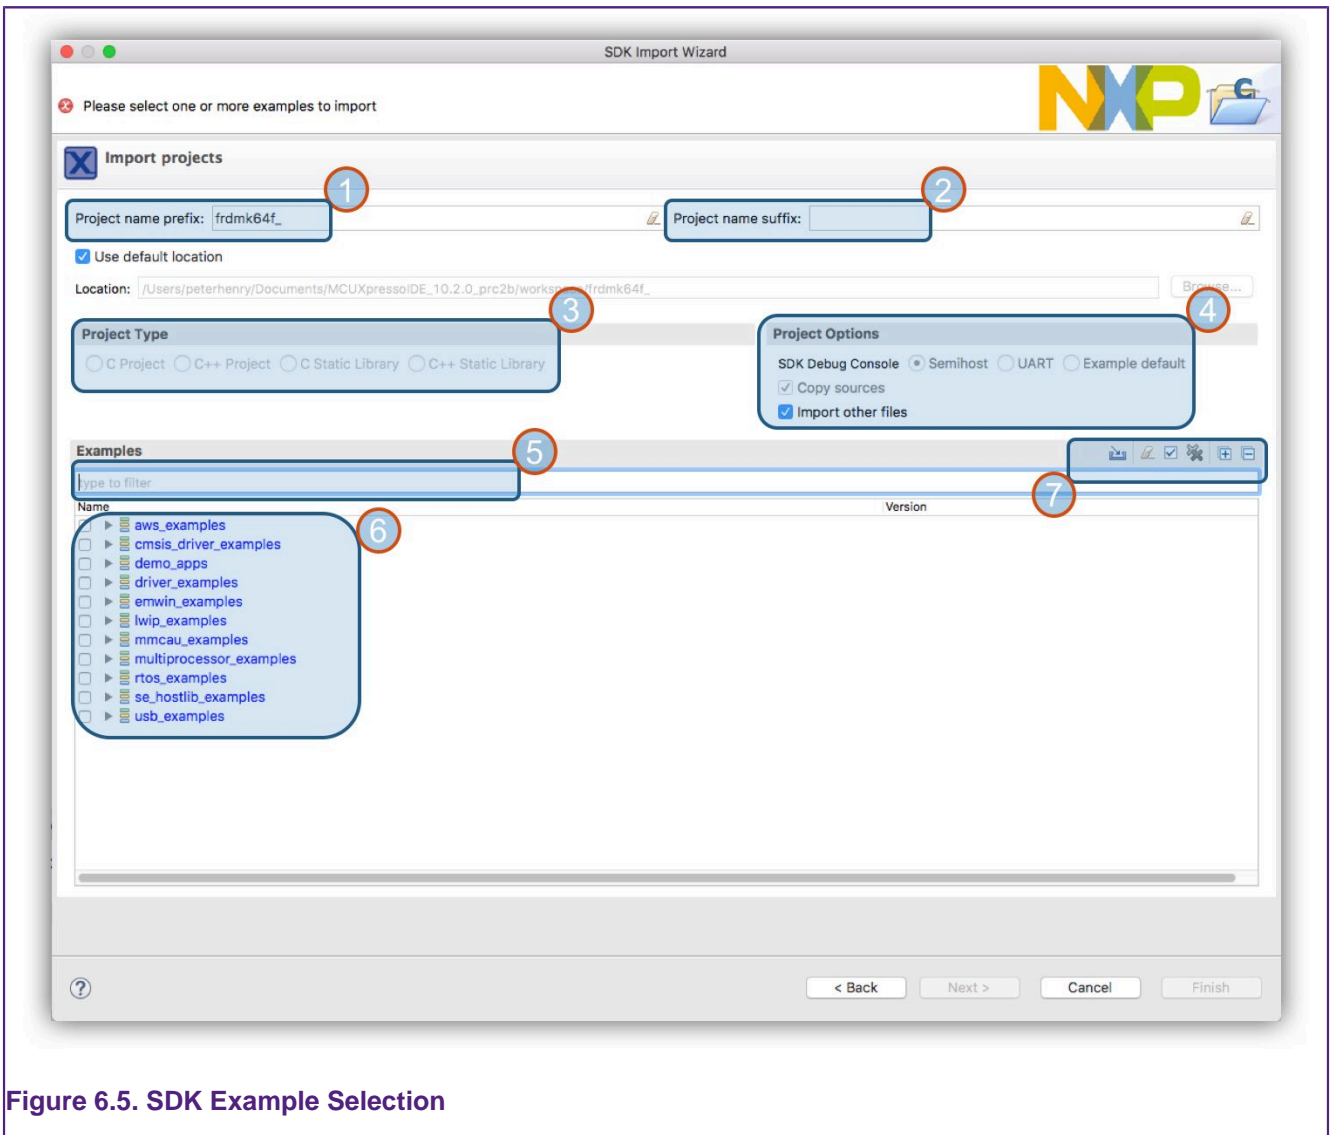 SDK Import Wizard
Please select one or more examples to import
NXP
C
Import projects
1
2
Project name prefix: frdmk64f_
Project name suffix:
Use default location
Location: /Users/peterhenry/Documents/MCUXpressoIDE_10.2.0_prc2b/workspace/frdmk64f_ Browse...
3
4
Project Type
Project Options
C Project C++ Project C Static Library C++ Static Library
SDK Debug Console Semihost UART Example default
Copy sources
Import other files
Examples
5
type to filter
7
Name Version
6
aws_examples
cmsis_driver_examples
demo_apps
driver_examples
emwin_examples
lwip_examples
mmcau_examples
multiprocessor_examples
rtos_examples
se_hostlib_examples
usb_examples
? < Back Next > Cancel Finish
Figure 6.5. SDK Example Selection